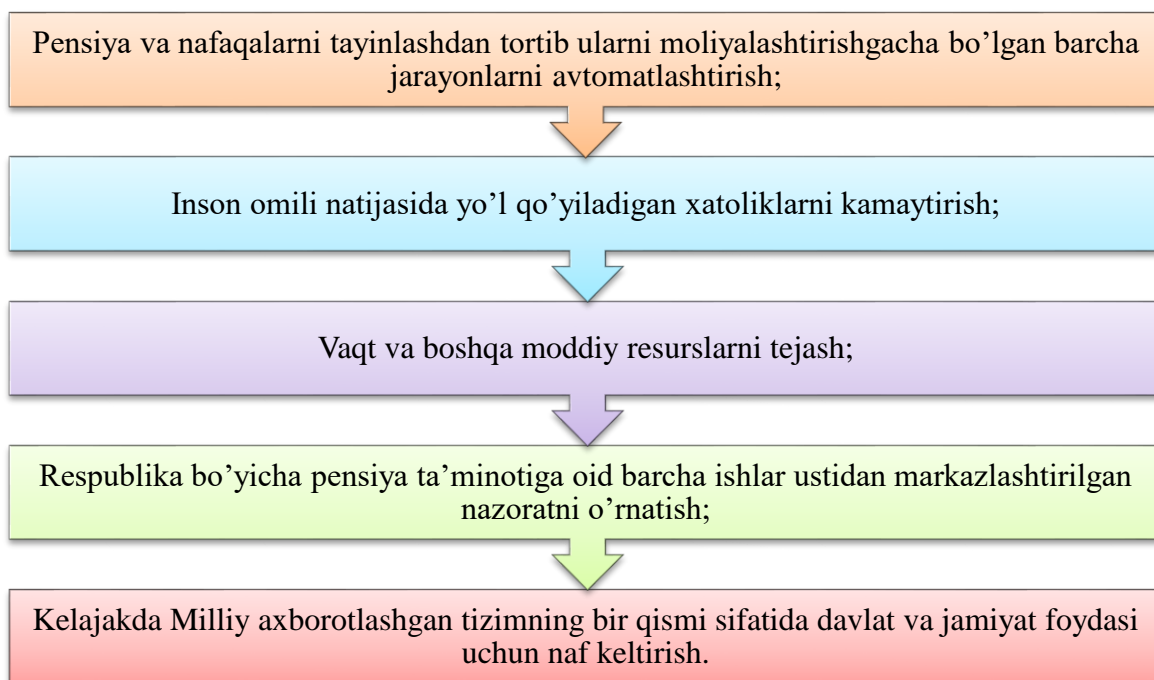 Pensiya va nafaqalarni tayinlashdan tortib ularni moliyalashtirishgacha bo’lgan barcha
jarayonlarni avtomatlashtirish;
Inson omili natijasida yo’l qo’yiladigan xatoliklarni kamaytirish;
Vaqt va boshqa moddiy resurslarni tejash;
Respublika bo’yicha pensiya ta’minotiga oid barcha ishlar ustidan markazlashtirilgan
nazoratni o’rnatish;
Kelajakda Milliy axborotlashgan tizimning bir qismi sifatida davlat va jamiyat foydasi
uchun naf keltirish.